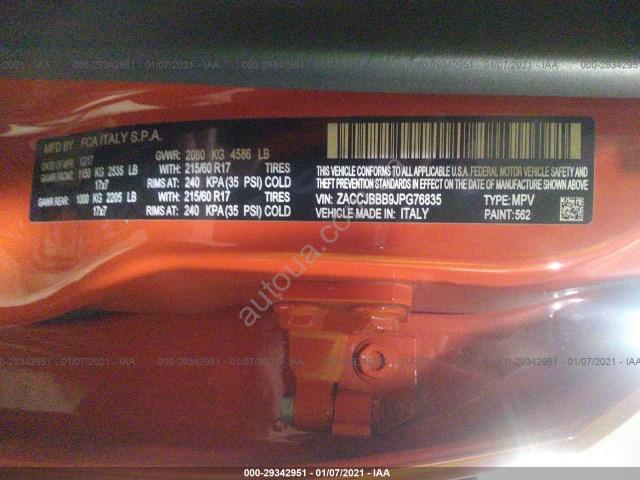 000-29342951 - 01/07/2021 - IAA
MFD BY FCA ITALY S.P.A.
DATE OF MFD 12/17 GVWR: 2080 KG 4586 LB
GAWR FRONT: 1150 KG 2535 LB WITH 215/60 R17 TIRES
17x7 RIMS AT: 240 KPA (35 PSI) COLD
GAWR REAR: 1000 KG 2205 LB WITH 215/60 R17 TIRES
17x7 RIMS AT: 240 KPA (35 PSI) COLD
THIS VEHICLE CONFORMS TO ALL APPLICABLE U.S.A. FEDERAL MOTOR VEHICLE SAFETY,
BUMPER, AND THEFT PREVENTION STANDARDS IN EFFECT ON THE DATE OF MANUFACTURE SHOWN ABOVE.
VIN: ZACCJBBB9JPG76835 TYPE: MPV
VEHICLE MADE IN: ITALY PAINT: 562
autoua.com
000-29342951 - 01/07/2021 - IAA
000-29342951 - 01/07/2021 - IAA